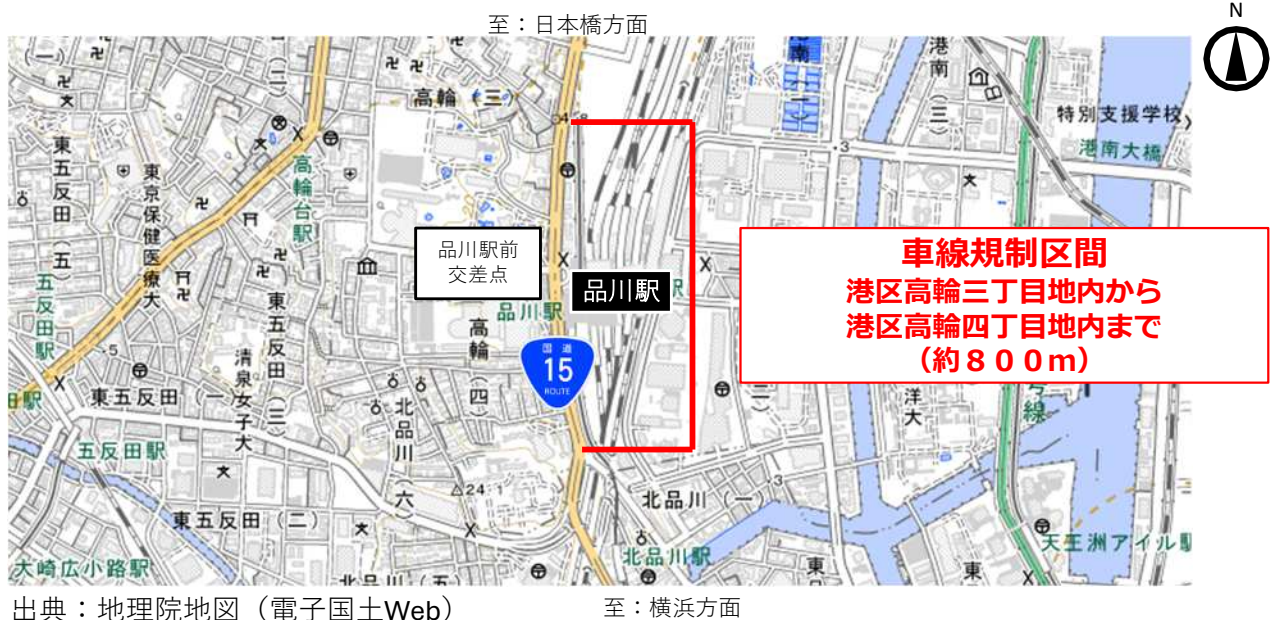 至：日本橋方面
N
高輪（三）
港南（三）
特別支援学校
港南大橋
東五反田（五）
東京保健医療大
高輪台駅
五反田駅
東五反田（三）
清泉女子大
品川駅前
交差点
品川駅
品川駅
高輪（四）
国道
15
ROUTE
車線規制区間
港区高輪三丁目地内から
港区高輪四丁目地内まで
（約８００ｍ）
東五反田（一）
五反田駅
北品川（六）
24
東五反田（二）
大崎広小路駅
北品川（五）
北品川（一）
北品川駅
洋大
天王洲アイル駅
出典：地理院地図（電子国土Web）
至：横浜方面